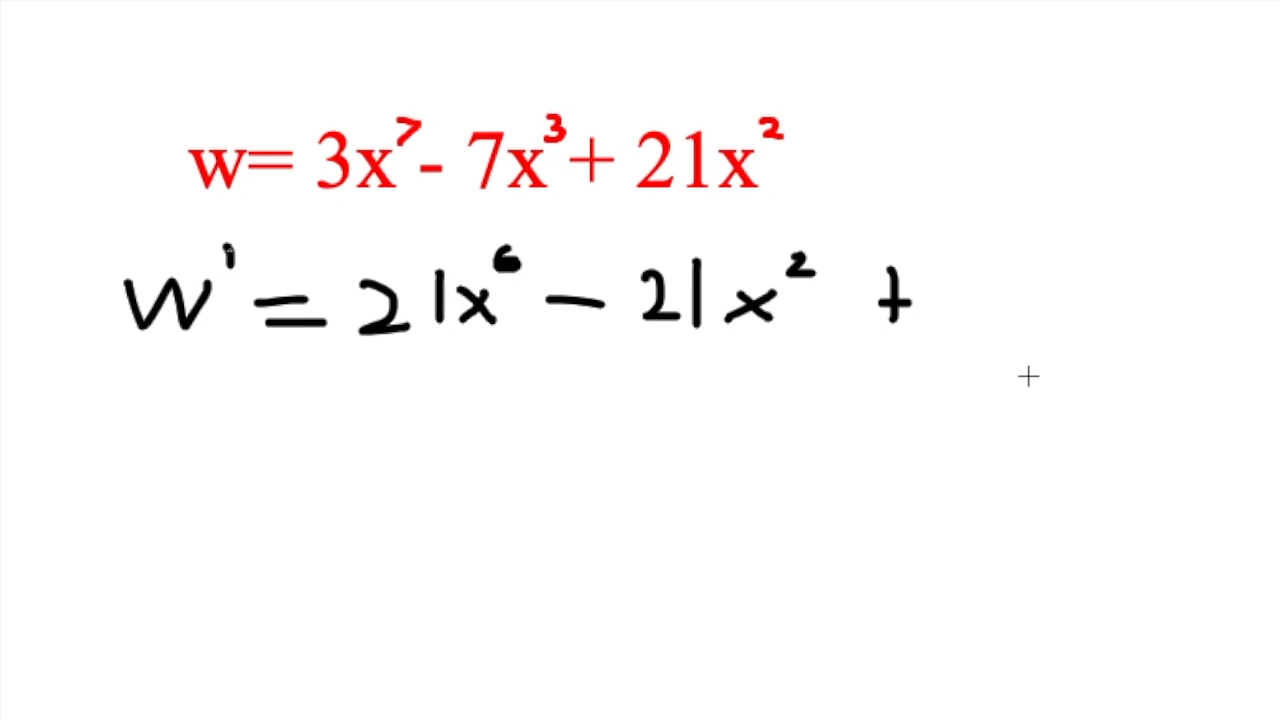 w= 3x⁷- 7x³+ 21x²
w' = 21x⁶ - 21x² +